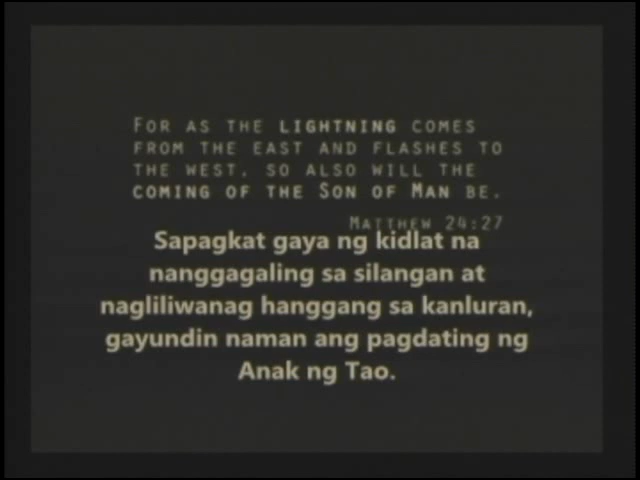 FOR AS THE LIGHTNING COMES
FROM THE EAST AND FLASHES TO
THE WEST, SO ALSO WILL THE
COMING OF THE SON OF MAN BE.
MATTHEW 24:27
Sapagkat gaya ng kidlat na
nanggagaling sa silangan at
nagliliwanag hanggang sa kanluran,
gayundin naman ang pagdating ng
Anak ng Tao.